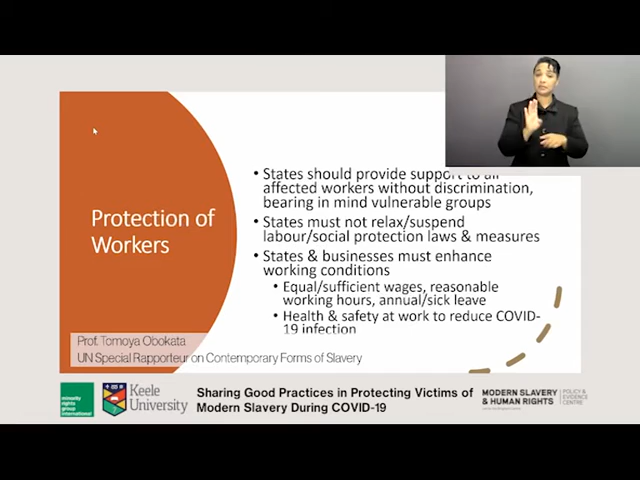 Protection of
Workers
• States should provide support to all
affected workers without discrimination,
bearing in mind vulnerable groups
• States must not relax/suspend
labour/social protection laws & measures
• States & businesses must enhance
working conditions
• Equal/sufficient wages, reasonable
working hours, annual/sick leave
• Health & safety at work to reduce COVID-
19 infection
Prof. Tomoya Obokata
UN Special Rapporteur on Contemporary Forms of Slavery
minority
rights
group
international
Keele
University
Sharing Good Practices in Protecting Victims of
Modern Slavery During COVID-19
MODERN SLAVERY
& HUMAN RIGHTS
POLICY &
EVIDENCE
CENTRE